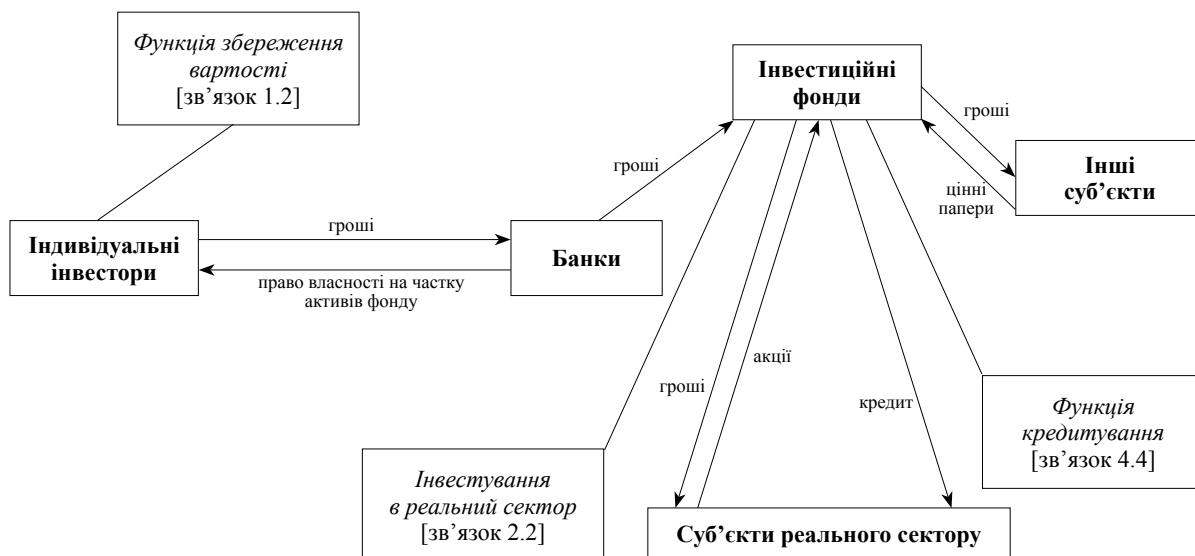 Функція збереження
вартості
[зв’язок 1.2]
Інвестиційні
фонди
гроші
Інші
суб’єкти
цінні
папери
гроші
Індивідуальні
інвестори
гроші
право власності на частку
активів фонду
Банки
акції
гроші
кредит
Функція
кредитування
[зв’язок 4.4]
Інвестування
в реальний сектор
[зв’язок 2.2]
Суб’єкти реального сектору